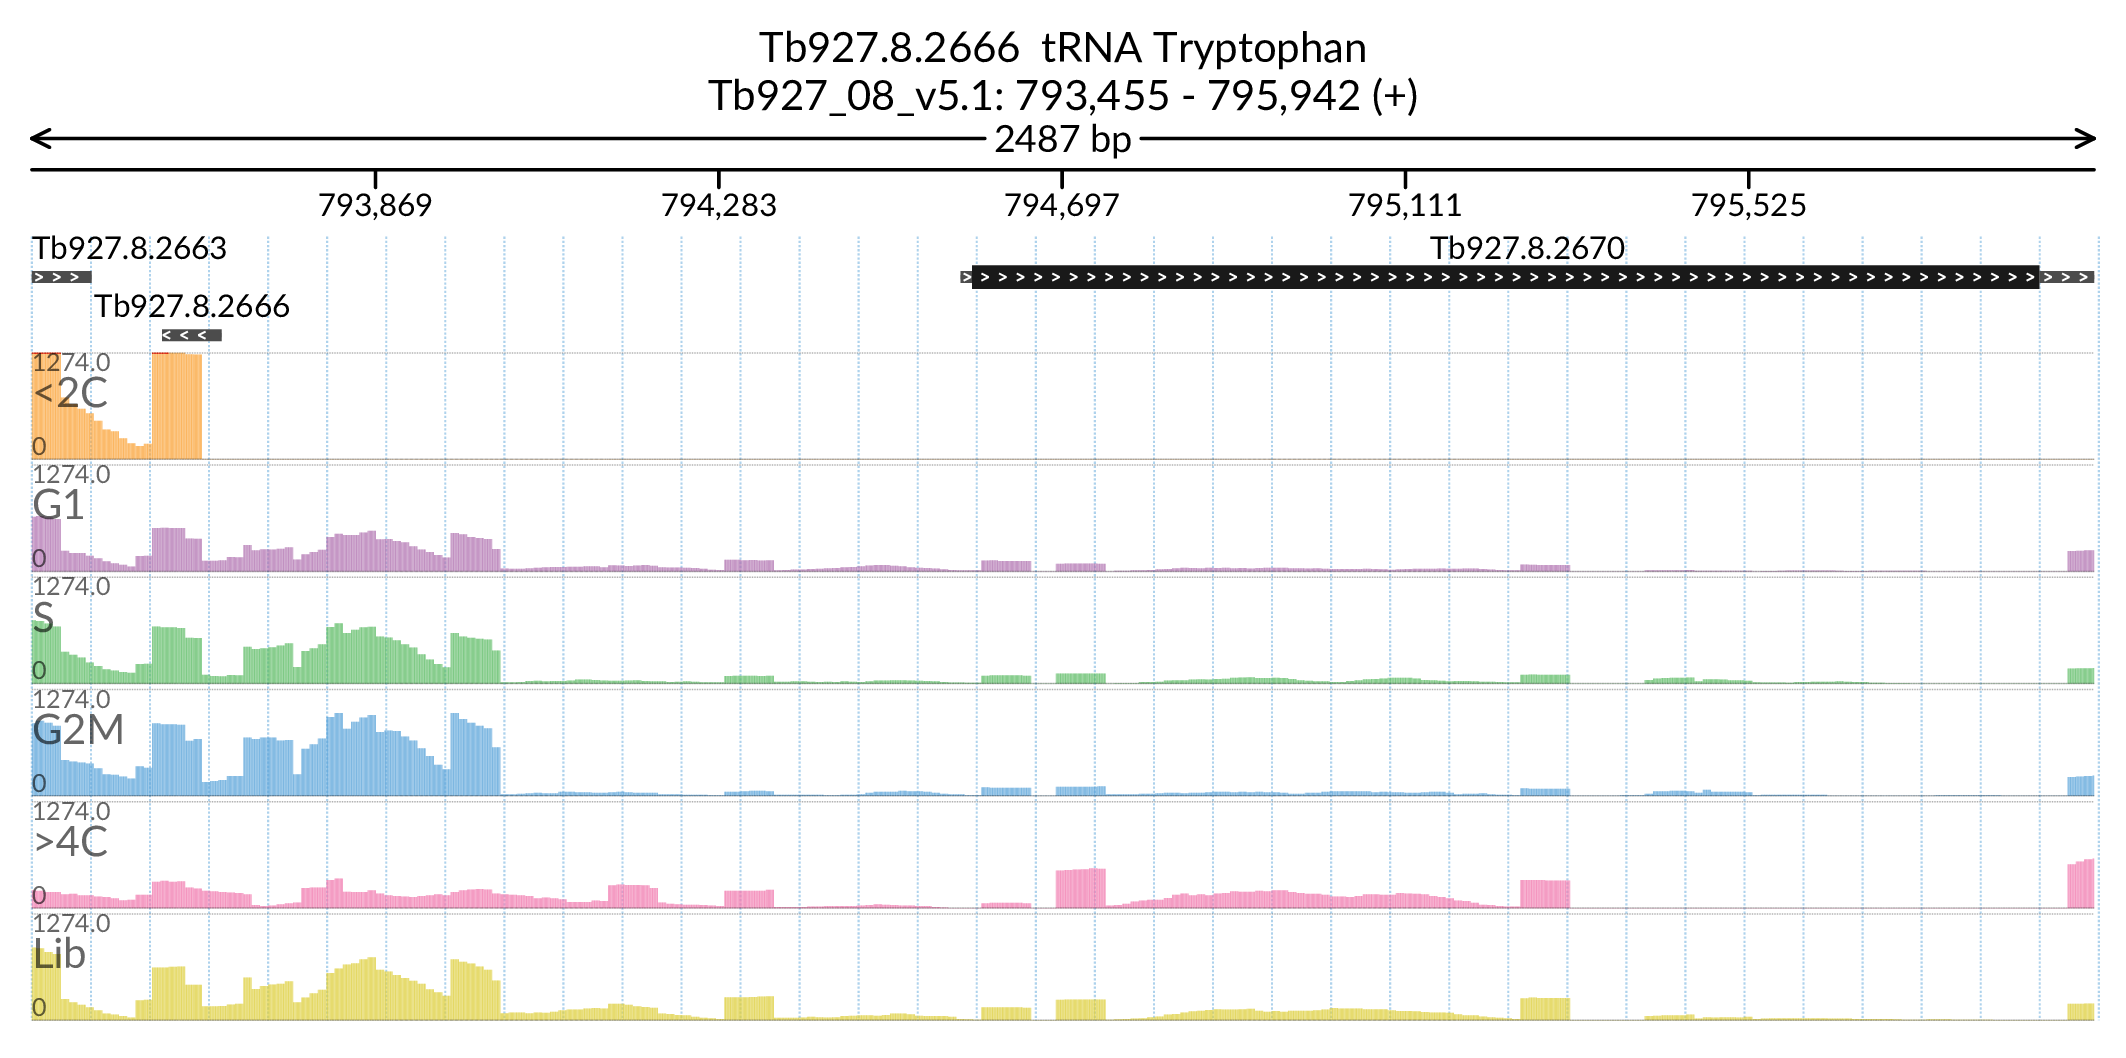 Tb927.8.2666  tRNA Tryptophan
Tb927_08_v5.1: 793,455 - 795,942 (+)
2487 bp
793,869 794,283 794,697 795,111 795,525
Tb927.8.2663 Tb927.8.2670
Tb927.8.2666
1274.0
<2C
0
1274.0
G1
0
1274.0
S
0
1274.0
G2M
0
1274.0
>4C
0
1274.0
Lib
0